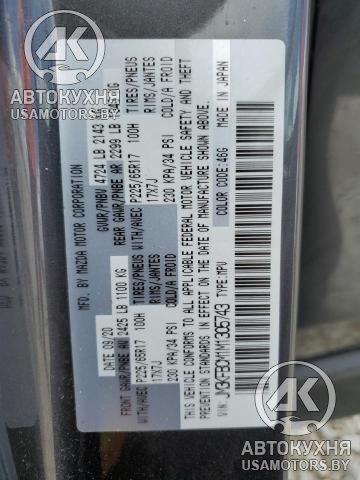 АВТОКУХНЯ
USAMOTORS.BY
MFD. BY MAZDA MOTOR CORPORATION
DATE 09/20
GVWR/PNBV 4724 LB 2143
FRONT GAWR/PNBE AV 2425 LB 1100 KG
REAR GAWR/PNBE AR 2299 LB
WITH/AVEC TIRES/PNEUS RIMS/JANTES COLD/A FROID
P225/65R17 100H 17X7J 230 KPA/34 PSI
WITH/AVEC TIRES/PNEUS RIMS/JANTES COLD/A FROID
P225/65R17 100H 17X7J 230 KPA/34 PSI
THIS VEHICLE CONFORMS TO ALL APPLICABLE FEDERAL MOTOR VEHICLE SAFETY AND THEFT
PREVENTION STANDARDS IN EFFECT ON THE DATE OF MANUFACTURE SHOWN ABOVE.
MADE IN JAPAN
VIN: JM3KFBCM1M1305743 TYPE:MPV COLOR CODE:46G
АВТОКУХНЯ
USAMOTORS.BY